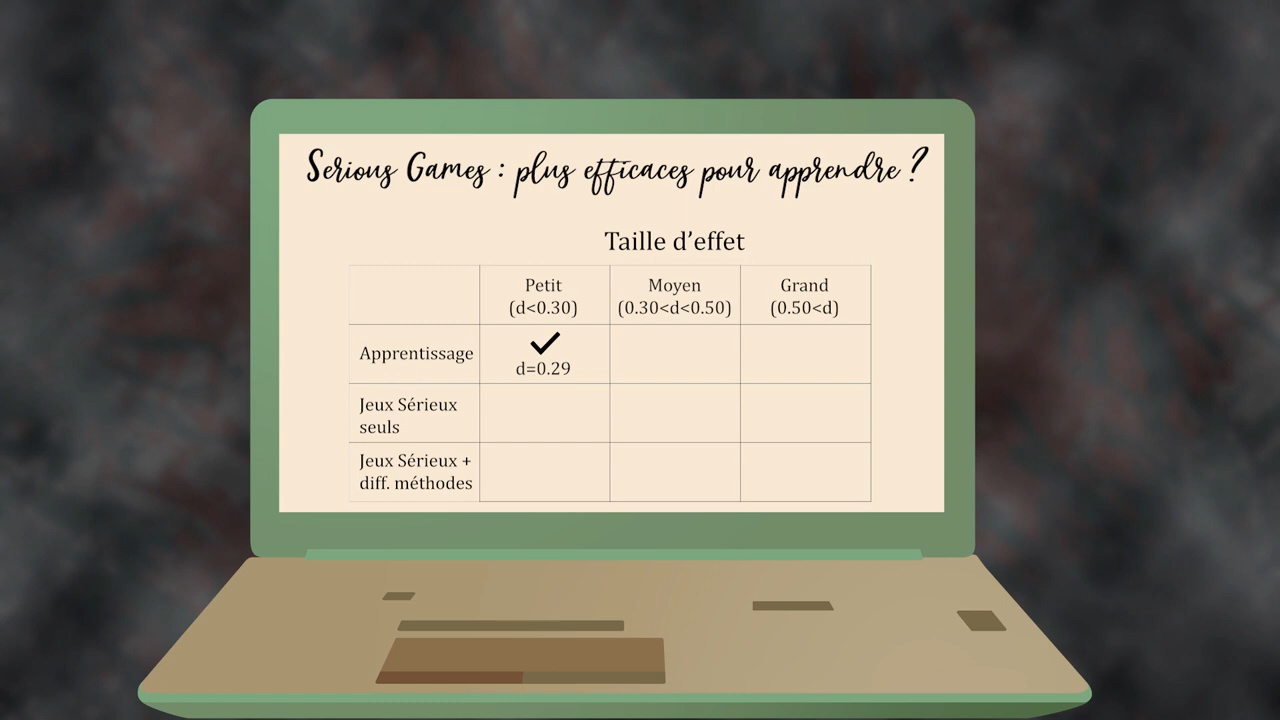 Serious Games : plus efficaces pour apprendre ?
Taille d’effet
Petit
(d<0.30)
Moyen
(0.30<d<0.50)
Grand
(0.50<d)
Apprentissage
d=0.29
Jeux Sérieux
seuls
Jeux Sérieux +
diff. méthodes